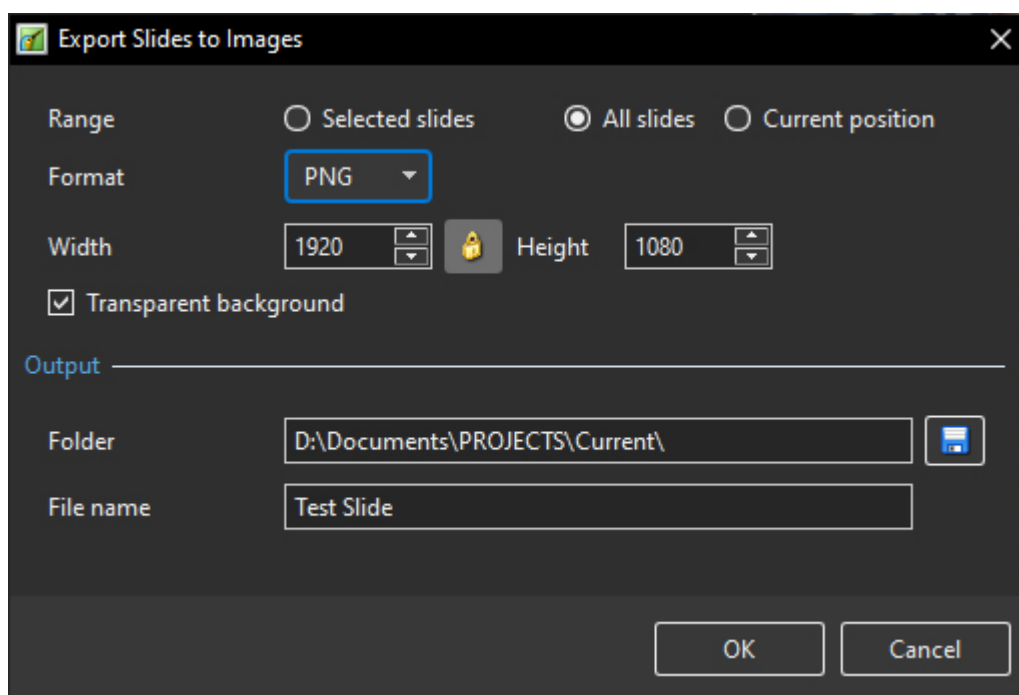 Export Slides to Images
Range Selected slides All slides Current position
Format PNG
Width 1920 Height 1080
Transparent background
Output
Folder D:\Documents\PROJECTS\Current\
File name Test Slide
OK Cancel